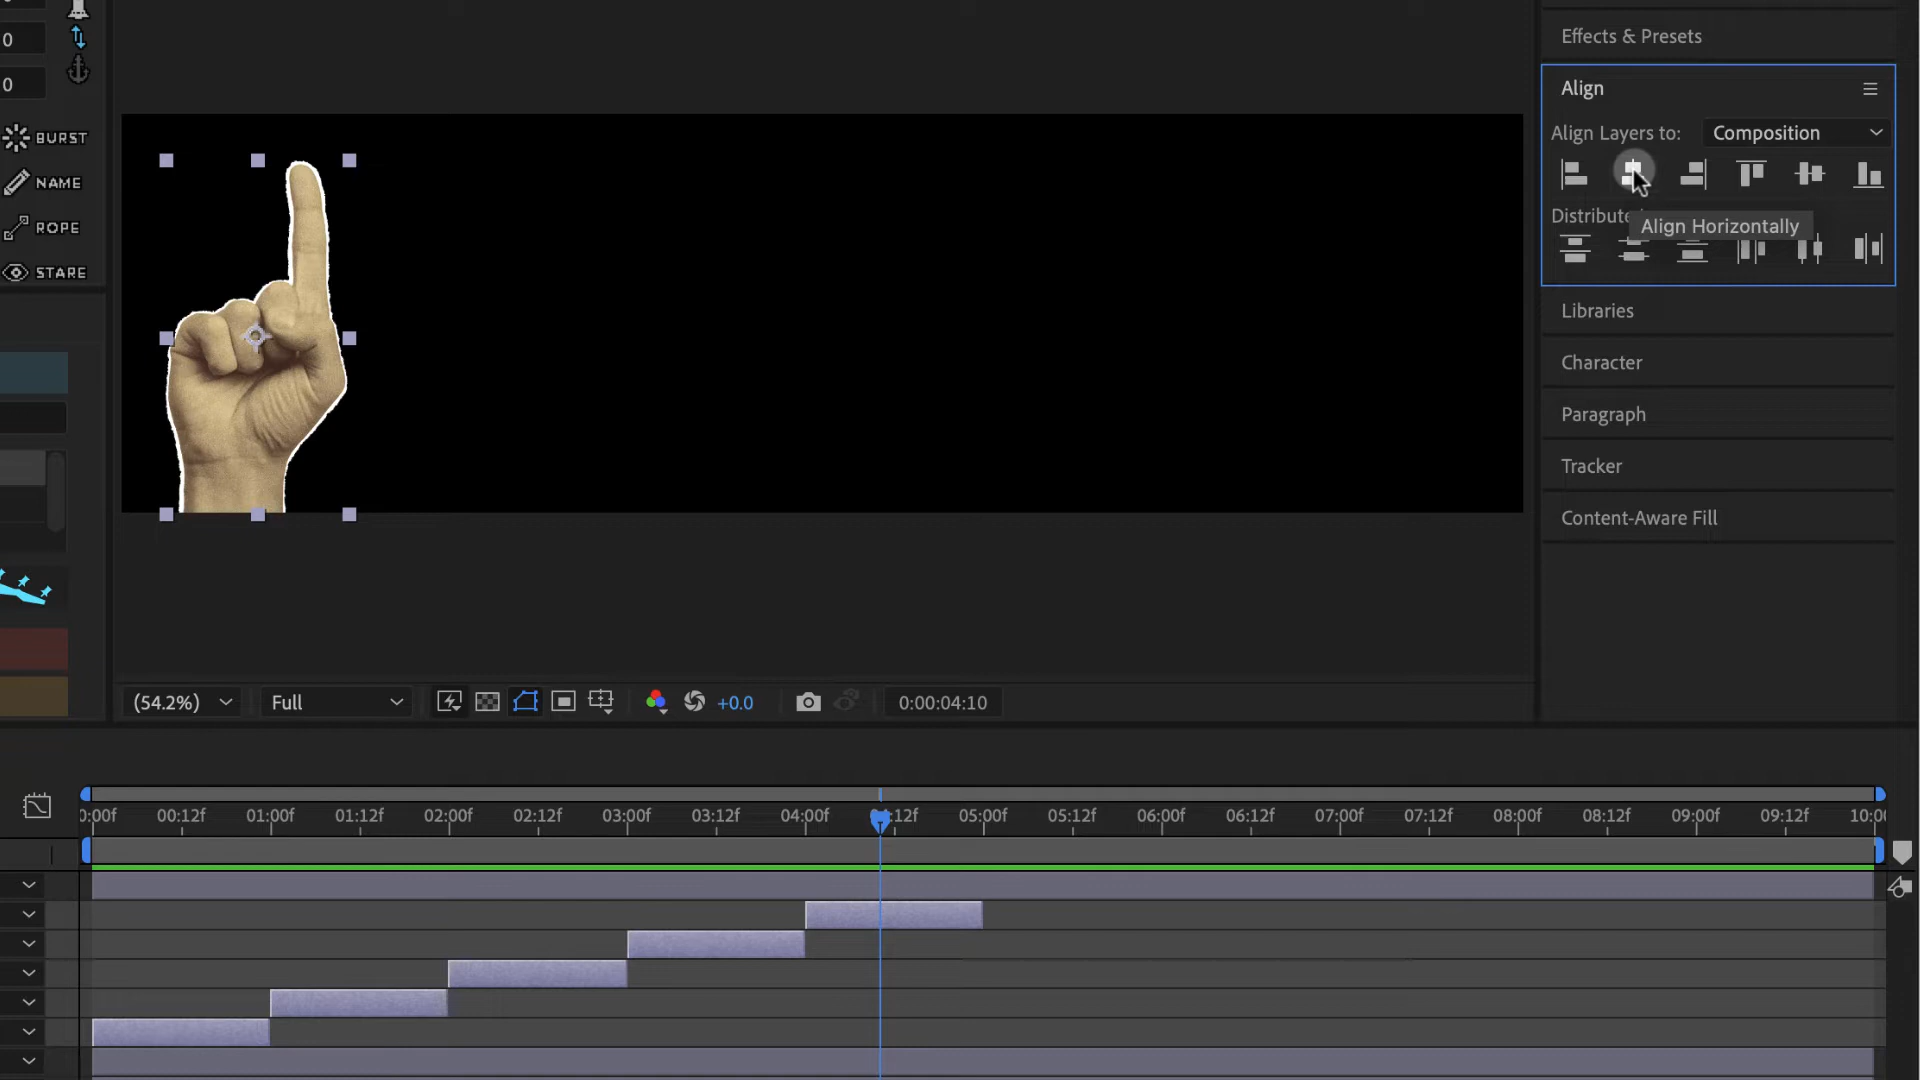 0
0
BURST
NAME
ROPE
STARE
Effects & Presets
Align
Align Layers to: Composition
Distribute
Align Horizontally
Libraries
Character
Paragraph
Tracker
Content-Aware Fill
(54.2%) Full +0.0 0:00:04:10
0:00f 00:12f 01:00f 01:12f 02:00f 02:12f 03:00f 03:12f 04:00f 12f 05:00f 05:12f 06:00f 06:12f 07:00f 07:12f 08:00f 08:12f 09:00f 09:12f 10:00